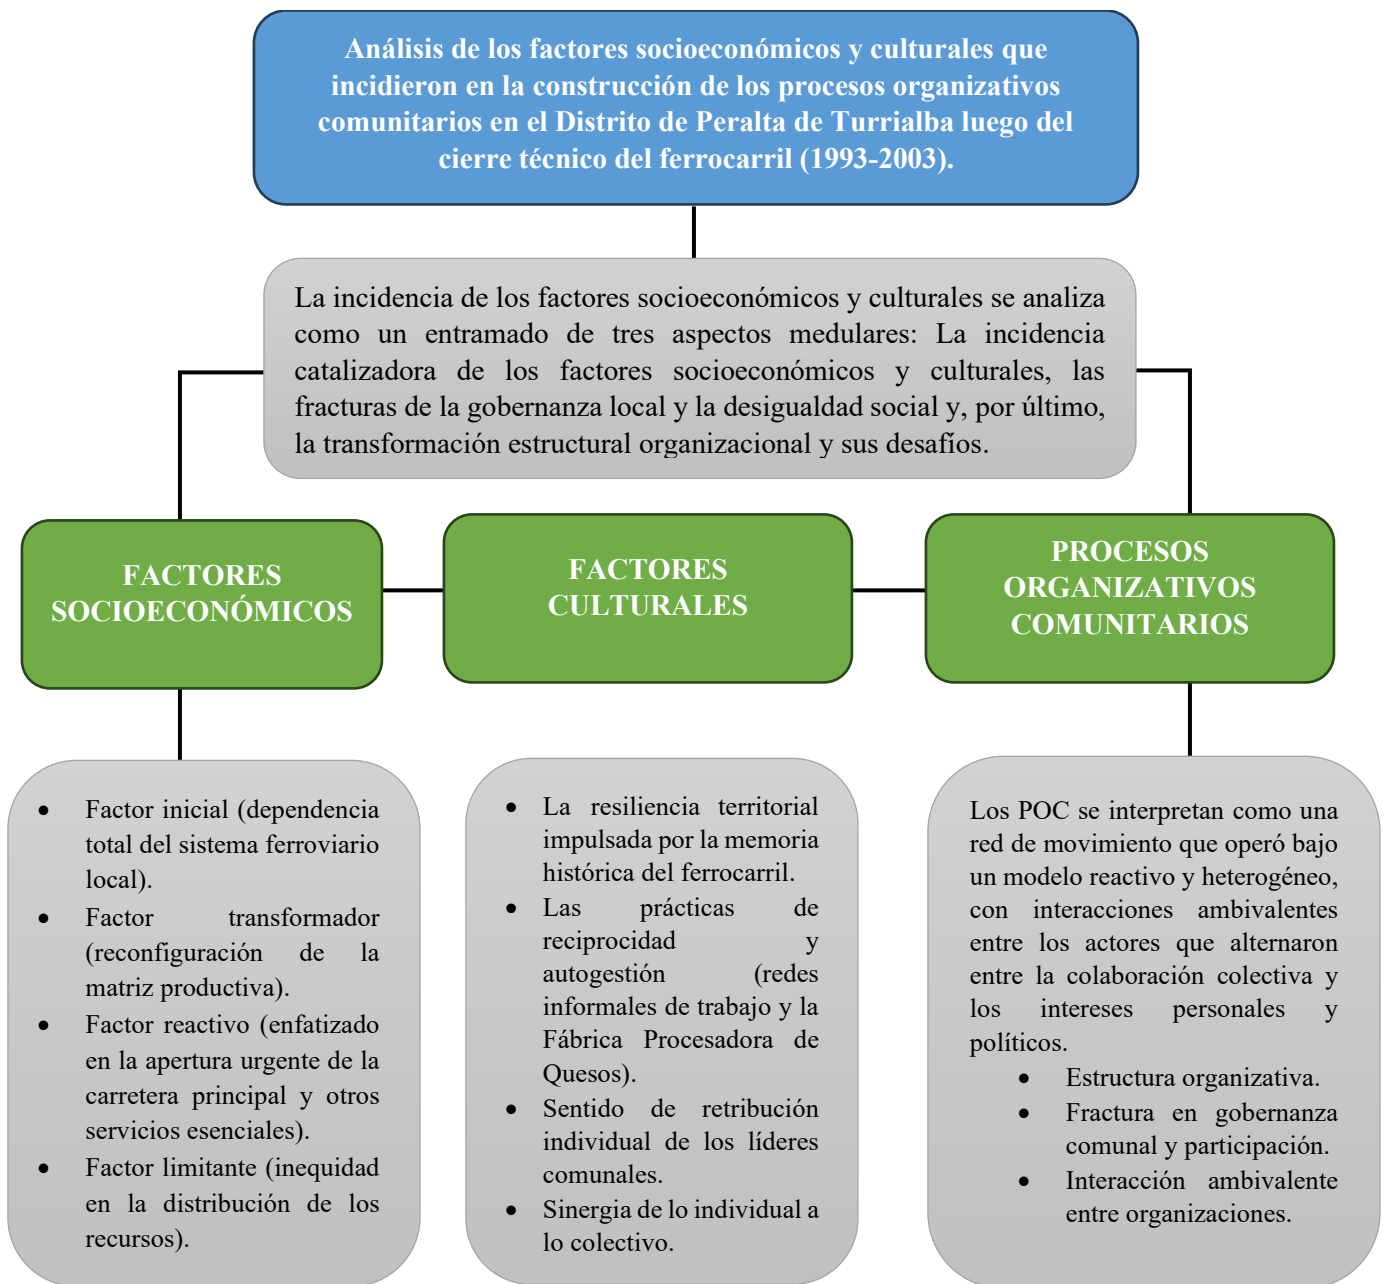 Análisis de los factores socioeconómicos y culturales que
incidieron en la construcción de los procesos organizativos
comunitarios en el Distrito de Peralta de Turrialba luego del
cierre técnico del ferrocarril (1993-2003).
La incidencia de los factores socioeconómicos y culturales se analiza
como un entramado de tres aspectos medulares: La incidencia
catalizadora de los factores socioeconómicos y culturales, las
fracturas de la gobernanza local y la desigualdad social y, por último,
la transformación estructural organizacional y sus desafíos.
FACTORES
SOCIOECONÓMICOS
FACTORES
CULTURALES
PROCESOS
ORGANIZATIVOS
COMUNITARIOS
• Factor inicial (dependencia
total del sistema ferroviario
local).
• Factor transformador
(reconfiguración de la
matriz productiva).
• Factor reactivo (enfatizado
en la apertura urgente de la
carretera principal y otros
servicios esenciales).
• Factor limitante (inequidad
en la distribución de los
recursos).
• La resiliencia territorial
impulsada por la memoria
histórica del ferrocarril.
• Las prácticas de
reciprocidad y
autogestión (redes
informales de trabajo y la
Fábrica Procesadora de
Quesos).
• Sentido de retribución
individual de los líderes
comunales.
• Sinergia de lo individual a
lo colectivo.
Los POC se interpretan como una
red de movimiento que operó bajo
un modelo reactivo y heterogéneo,
con interacciones ambivalentes
entre los actores que alternaron
entre la colaboración colectiva y
los intereses personales y
políticos.
• Estructura organizativa.
• Fractura en gobernanza
comunal y participación.
• Interacción ambivalente
entre organizaciones.